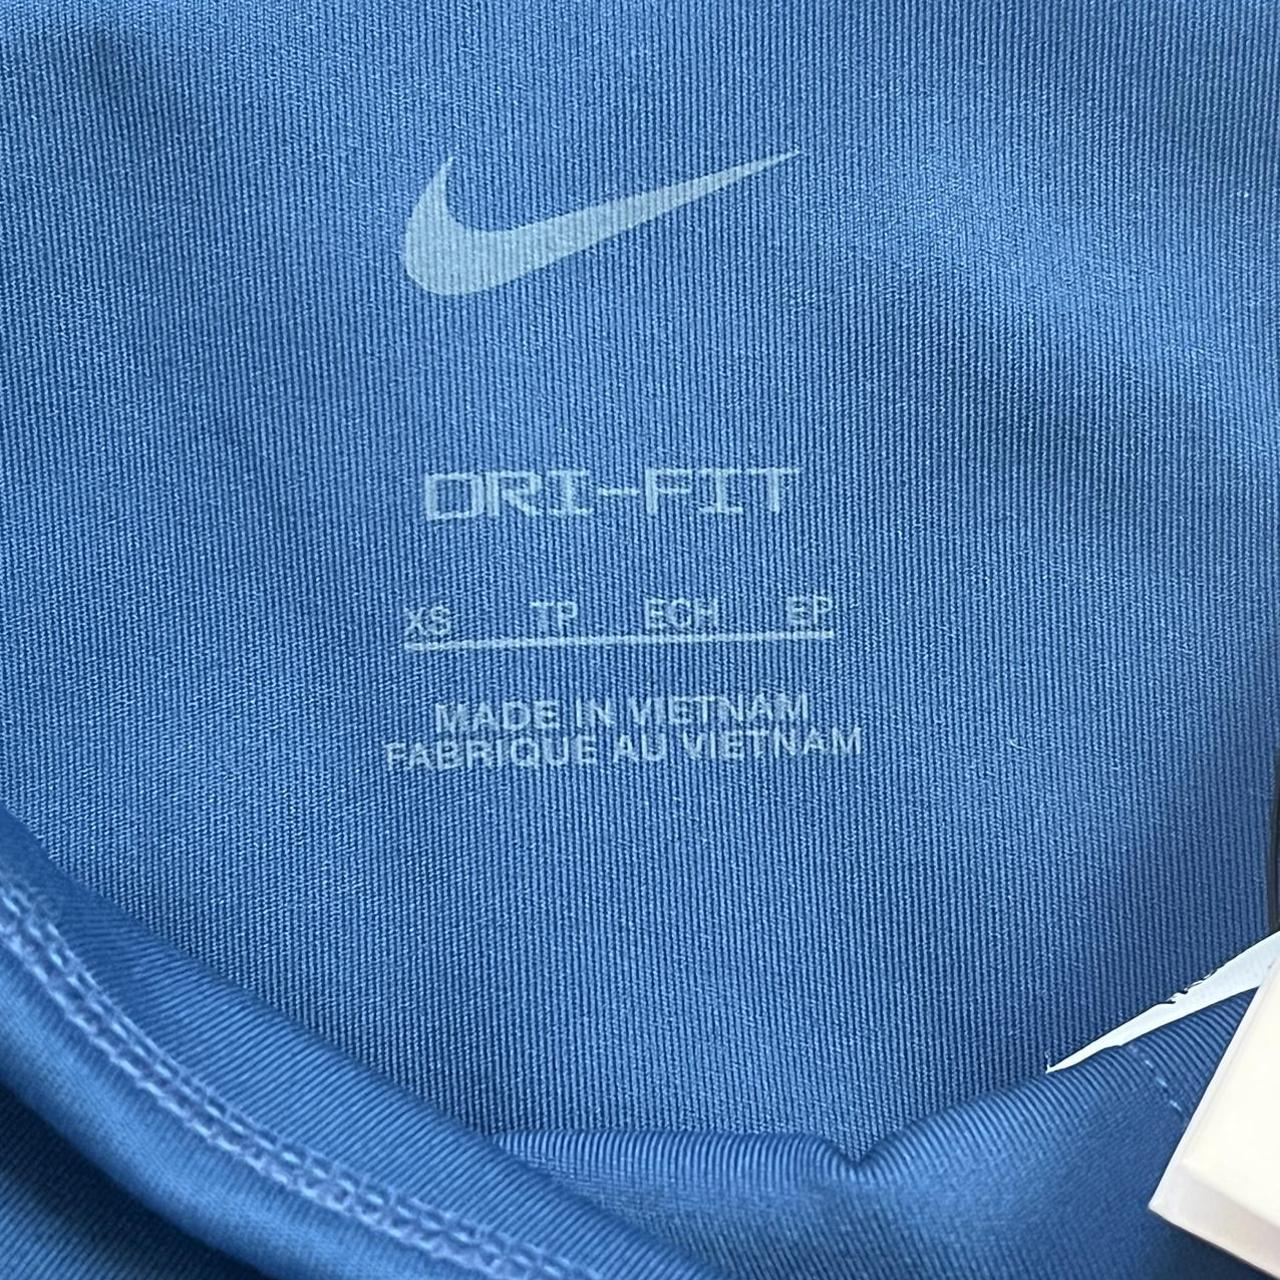 DRI-FIT
XS TP ECH EP
MADE IN VIETNAM
FABRIQUE AU VIETNAM